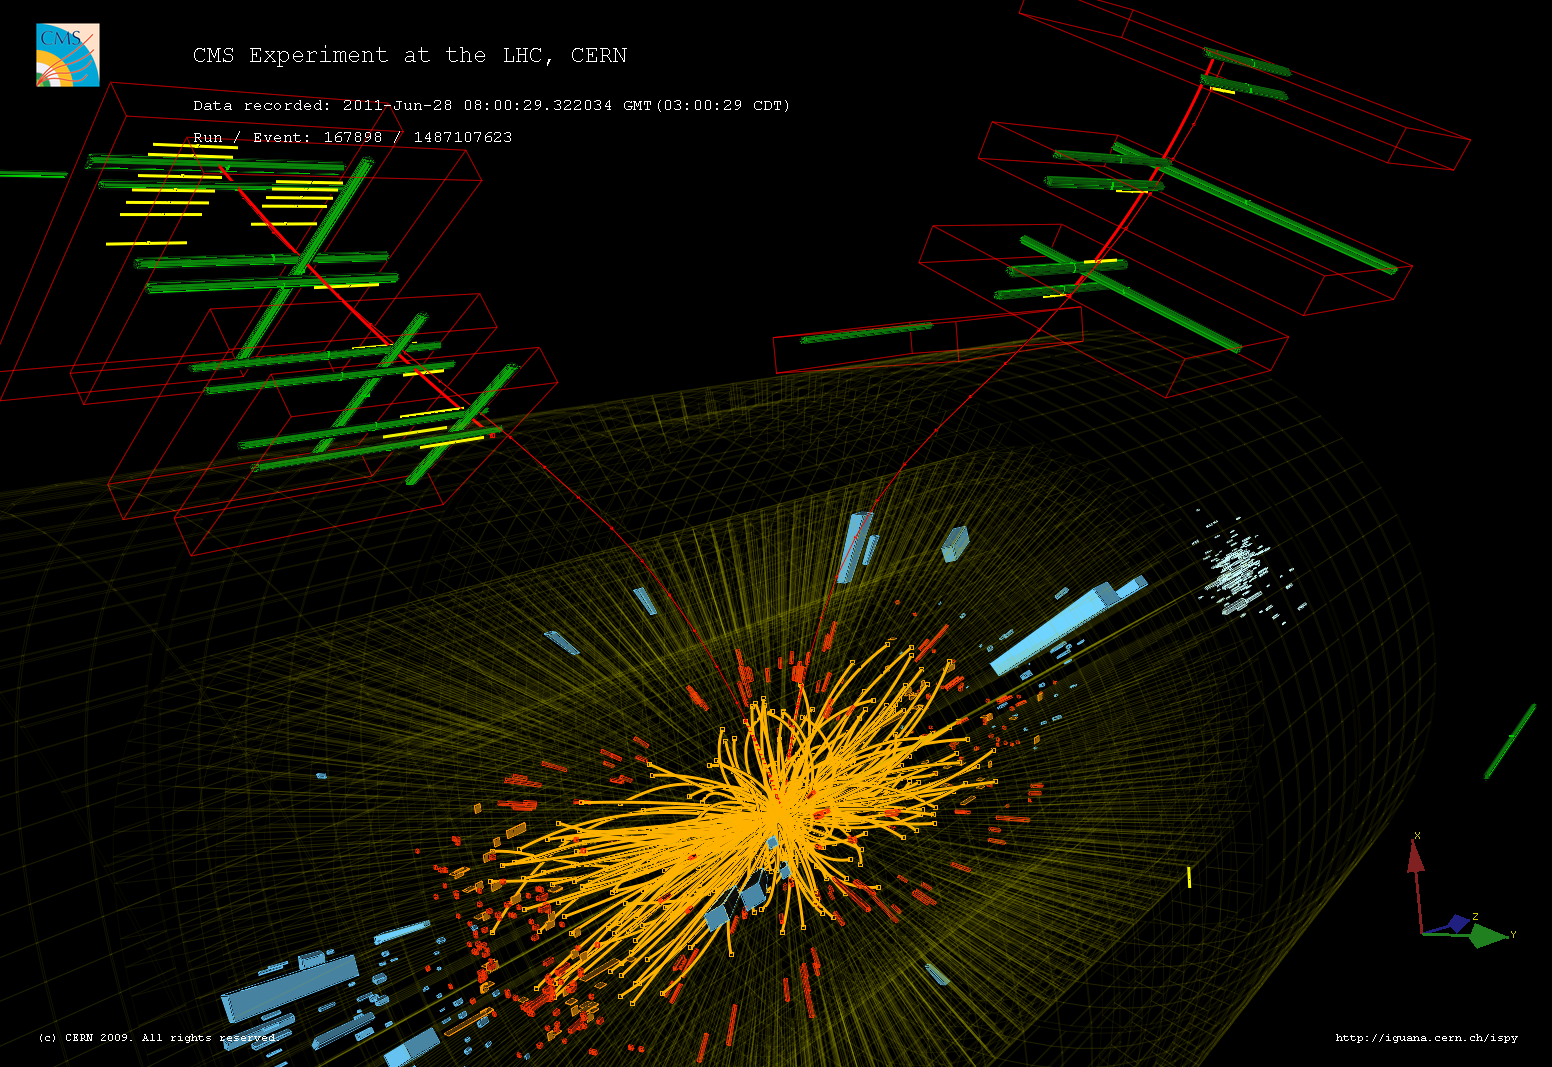 CMS
CMS Experiment at the LHC, CERN
Data recorded: 2011-Jun-28 08:00:29.322034 GMT(03:00:29 CDT)
Run / Event: 167898 / 1487107623
X
Z
Y
(c) CERN 2009. All rights reserved.
http://iguana.cern.ch/ispy